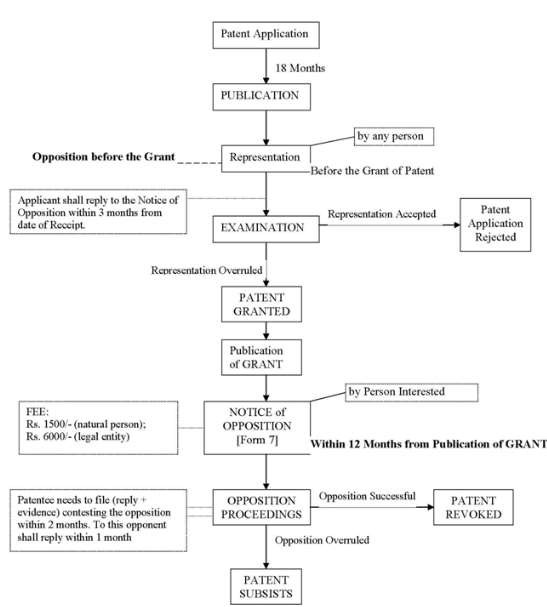 Patent Application
18 Months
PUBLICATION
by any person
Opposition before the Grant
Representation
Before the Grant of Patent
Applicant shall reply to the Notice of
Opposition within 3 months from
date of Receipt.
Representation Accepted
Patent
Application
Rejected
EXAMINATION
Representation Overruled
PATENT
GRANTED
Publication
of GRANT
by Person Interested
FEE:
Rs. 1500/- (natural person);
Rs. 6000/- (legal entity)
NOTICE of
OPPOSITION
[Form 7]
Within 12 Months from Publication of GRANT
Patentee needs to file (reply +
evidence) contesting the opposition
within 2 months. To this opponent
shall reply within 1 month
OPPOSITION
PROCEEDINGS
Opposition Successful
PATENT
REVOKED
Opposition Overruled
PATENT
SUBSISTS